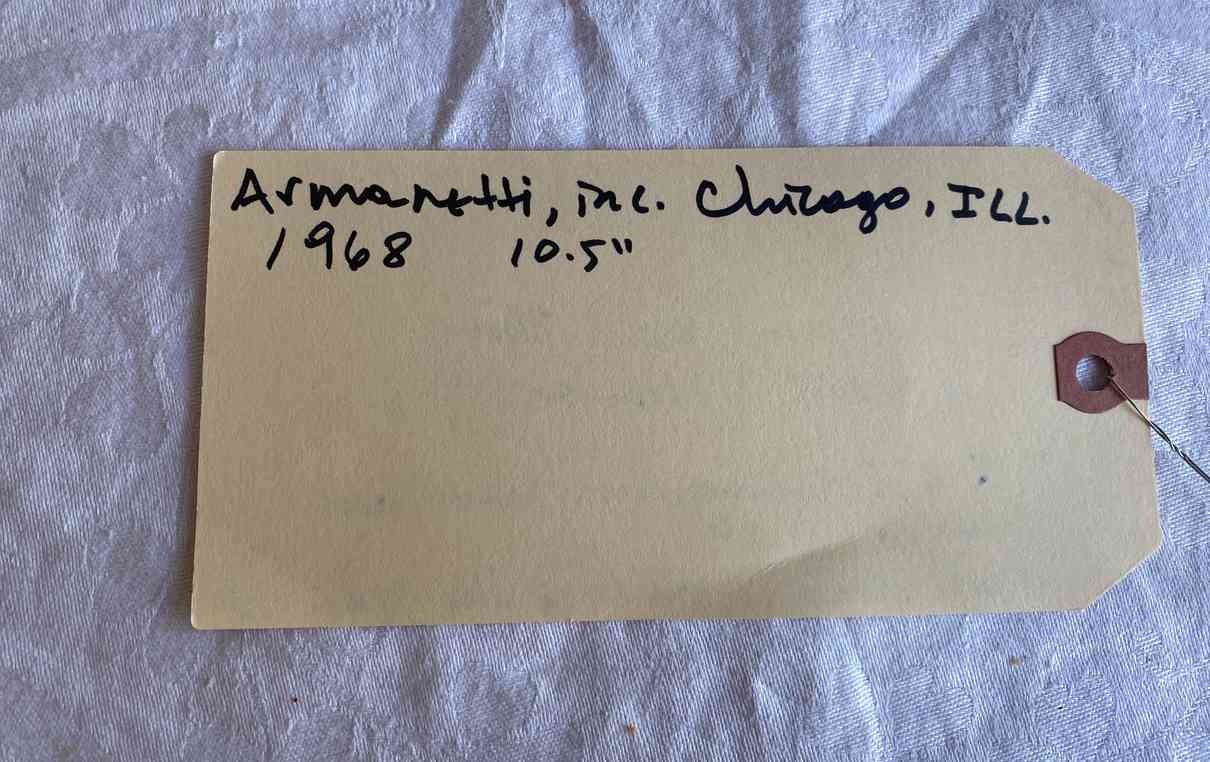 Armanetti, inc. Chicago, ILL.
1968 10.5"